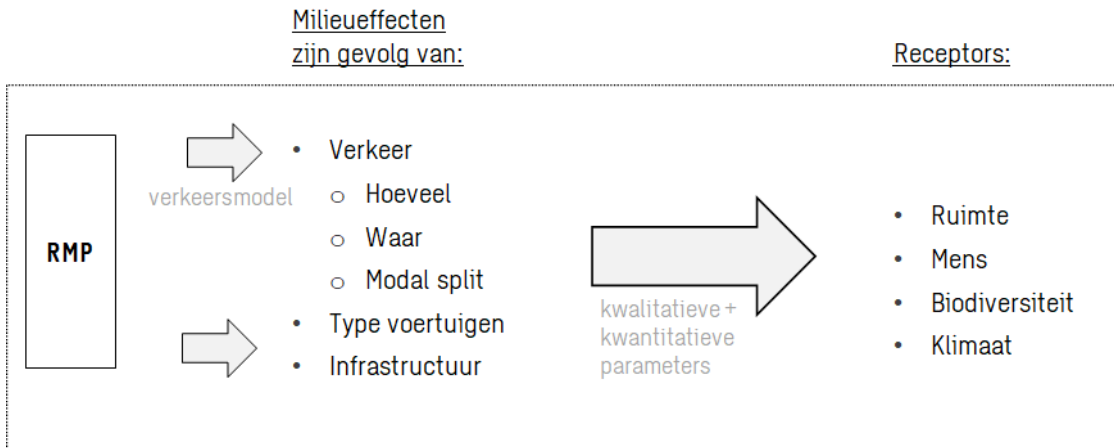 Milieueffecten
zijn gevolg van:
Receptors:
RMP
verkeersmodel
• Verkeer
o Hoeveel
o Waar
o Modal split
• Type voertuigen
• Infrastructuur
kwalitatieve +
kwantitatieve
parameters
• Ruimte
• Mens
• Biodiversiteit
• Klimaat